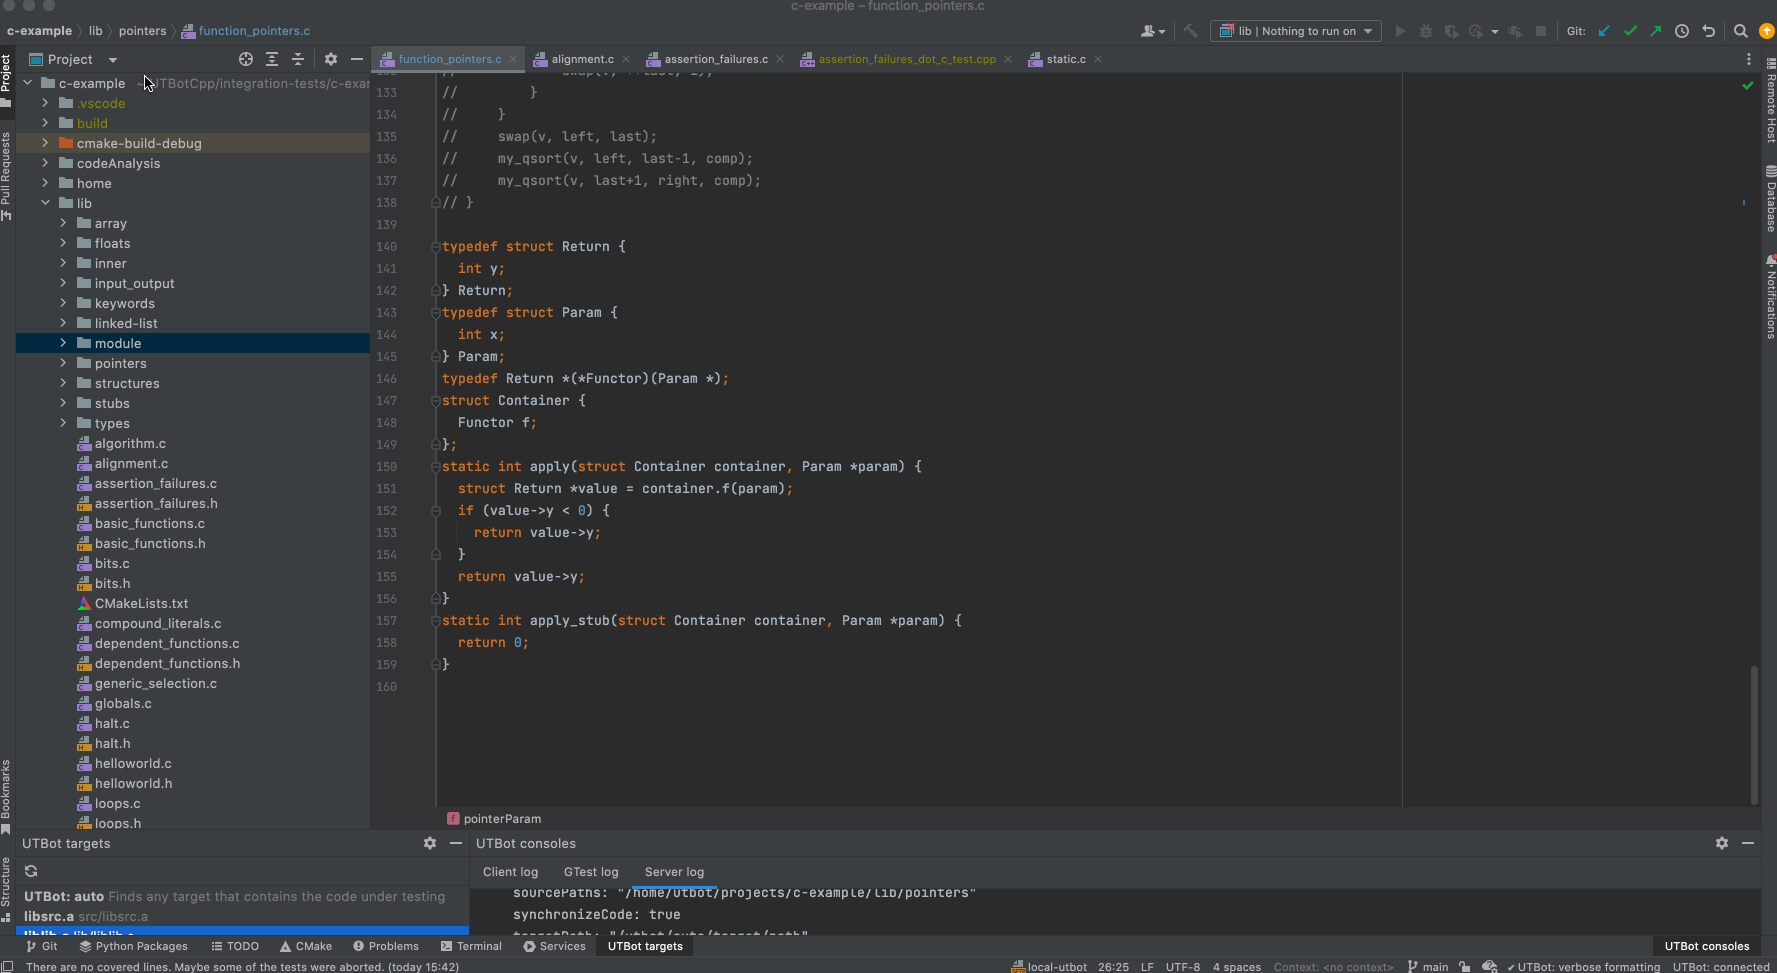 c-example – function_pointers.c
c-example lib pointers function_pointers.c
lib | Nothing to run on
Git:
Project
function_pointers.c
alignment.c
assertion_failures.c
assertion_failures_dot_c_test.cpp
static.c
Project
Pull Requests
Bookmarks
Structure
Remote Host
Database
Notifications
c-example
UTBotCpp/integration-tests/c-exar
.vscode
build
cmake-build-debug
codeAnalysis
home
lib
array
floats
inner
input_output
keywords
linked-list
module
pointers
structures
stubs
types
algorithm.c
alignment.c
assertion_failures.c
assertion_failures.h
basic_functions.c
basic_functions.h
bits.c
bits.h
CMakeLists.txt
compound_literals.c
dependent_functions.c
dependent_functions.h
generic_selection.c
globals.c
halt.c
halt.h
helloworld.c
helloworld.h
loops.c
loops.h
133 // }
134 // }
135 // swap(v, left, last);
136 // my_qsort(v, left, last-1, comp);
137 // my_qsort(v, last+1, right, comp);
138 // }
139
140 typedef struct Return {
141 int y;
142 } Return;
143 typedef struct Param {
144 int x;
145 } Param;
146 typedef Return *(*Functor)(Param *);
147 struct Container {
148 Functor f;
149 };
150 static int apply(struct Container container, Param *param) {
151 struct Return *value = container.f(param);
152 if (value->y < 0) {
153 return value->y;
154 }
155 return value->y;
156 }
157 static int apply_stub(struct Container container, Param *param) {
158 return 0;
159 }
160
f pointerParam
UTBot targets
UTBot: auto Finds any target that contains the code under testing
libsrc.a src/libsrc.a
UTBot consoles
Client log GTest log Server log
sourcePaths: "/home/utbot/projects/c-example/lib/pointers"
synchronizeCode: true
targetPath: "/utbot/auto/target/path"
Git Python Packages TODO CMake Problems Terminal Services UTBot targets UTBot consoles
There are no covered lines. Maybe some of the tests were aborted. (today 15:42)
local-utbot 26:25 LF UTF-8 4 spaces Context: <no context> main UTBot: verbose formatting UTBot: connected